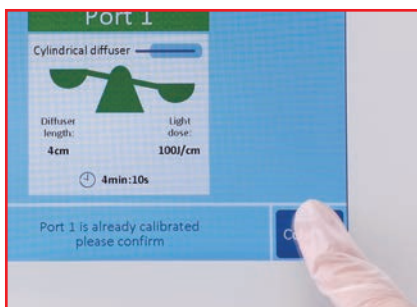 Port 1
Cylindrical diffuser
Diffuser length:
Light dose:
4cm
100J/cm
4min:10s
Port 1 is already calibrated
please confirm